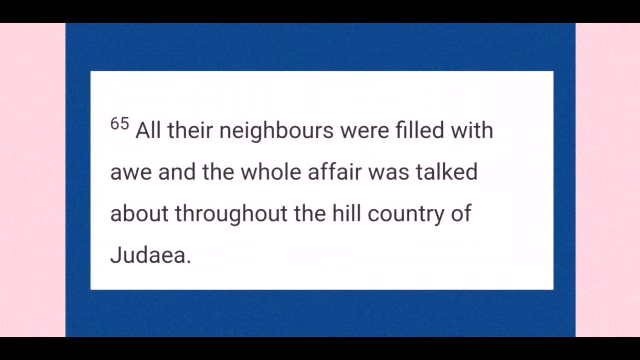 65 All their neighbours were filled with
awe and the whole affair was talked
about throughout the hill country of
Judaea.